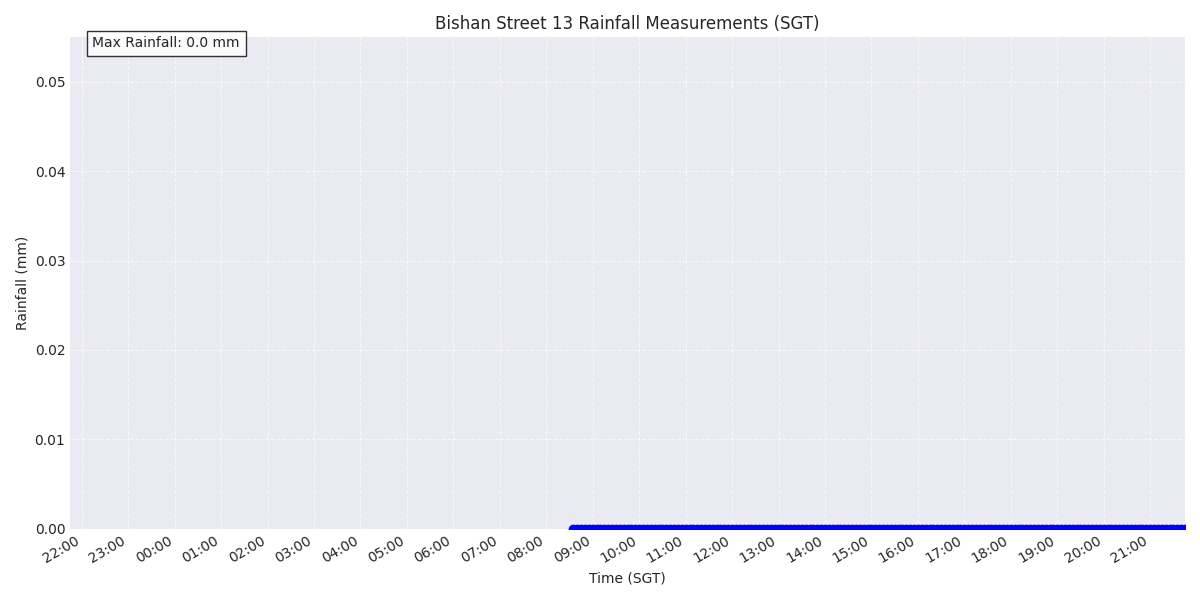 Bishan Street 13 Rainfall Measurements (SGT)
Max Rainfall: 0.0 mm
0.05
0.04
0.03
0.02
0.01
0.00
Rainfall (mm)
22:00 23:00 00:00 01:00 02:00 03:00 04:00 05:00 06:00 07:00 08:00 09:00 10:00 11:00 12:00 13:00 14:00 15:00 16:00 17:00 18:00 19:00 20:00 21:00
Time (SGT)